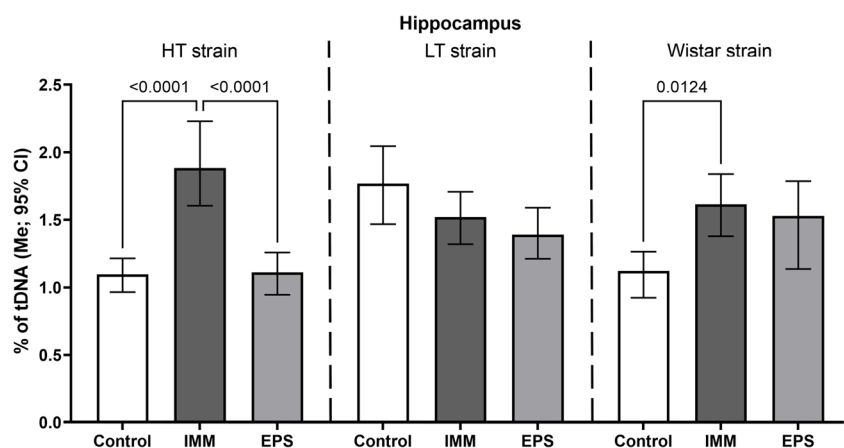 Hippocampus
HT strain
LT strain
Wistar strain
<0.0001
<0.0001
0.0124
% of tDNA (Me; 95% CI)
2.5
2.0
1.5
1.0
0.5
0.0
Control IMM EPS Control IMM EPS Control IMM EPS